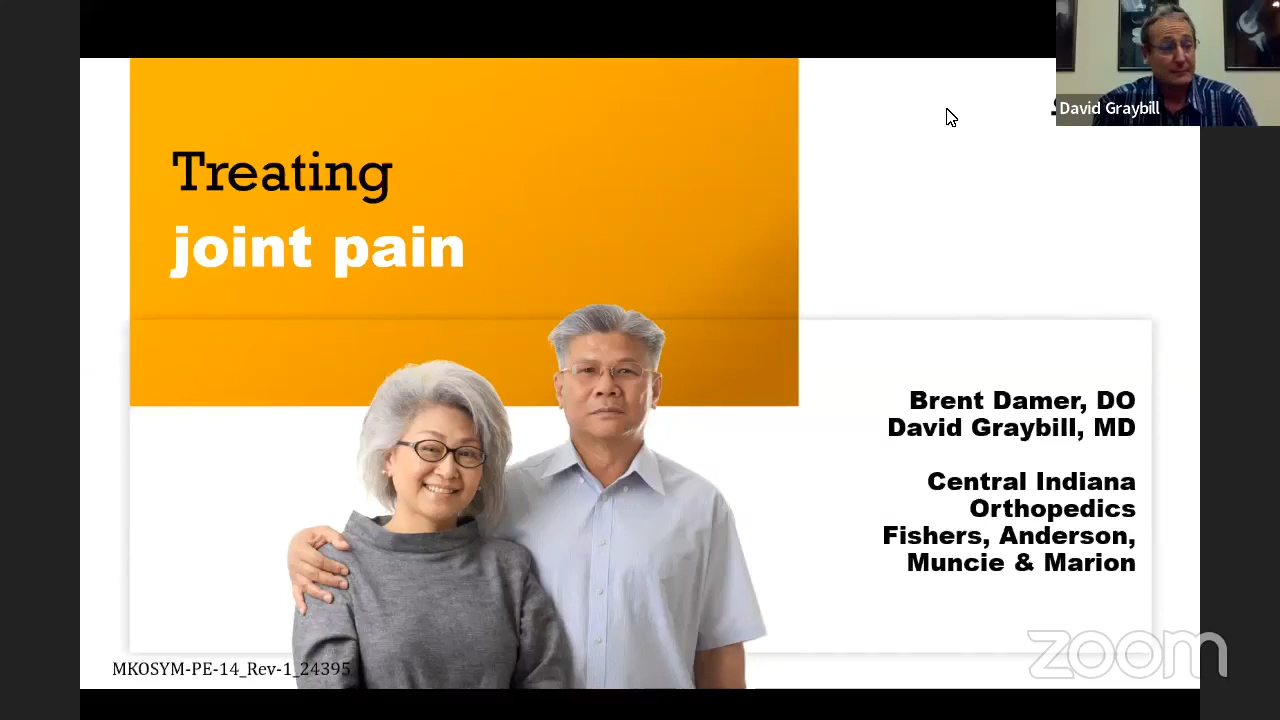 Treating
joint pain
David Graybill
Brent Damer, DO
David Graybill, MD
Central Indiana
Orthopedics
Fishers, Anderson,
Muncie & Marion
MKOSYM-PE-14_Rev-1_24395
zoom